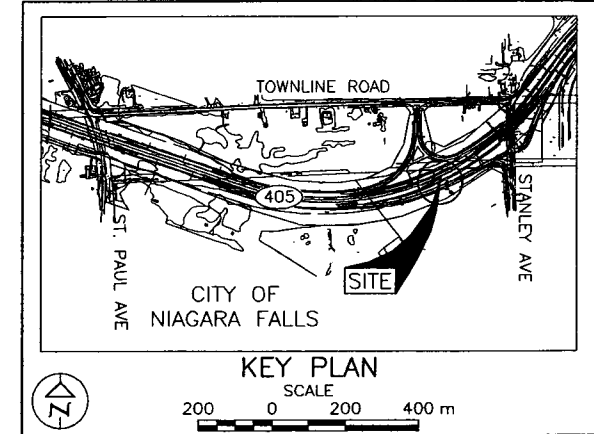 TOWNLINE ROAD
405
ST. PAUL AVE
STANLEY AVE
SITE
CITY OF
NIAGARA FALLS
KEY PLAN
SCALE
200 0 200 400 m
N